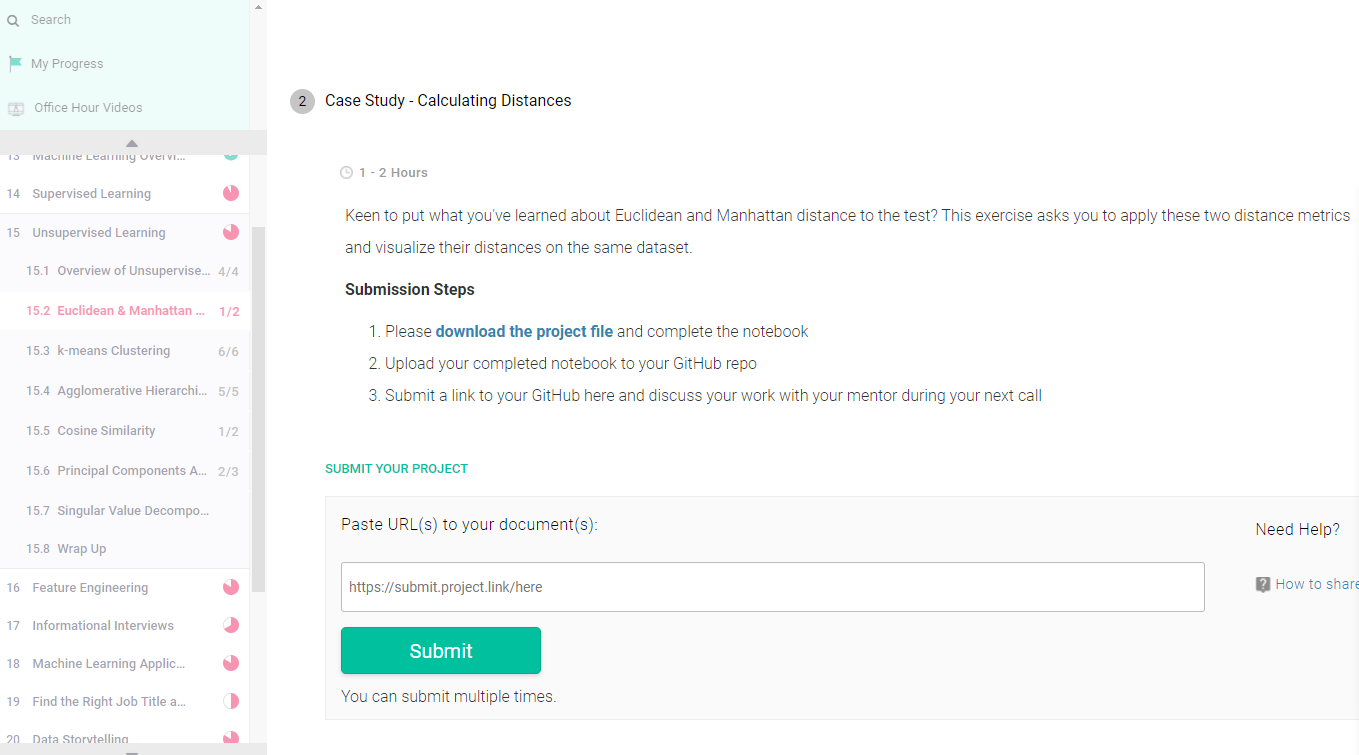 Search
My Progress
Office Hour Videos
13 Machine Learning Overvi...
14 Supervised Learning
15 Unsupervised Learning
15.1 Overview of Unsupervise... 4/4
15.2 Euclidean & Manhattan ... 1/2
15.3 k-means Clustering 6/6
15.4 Agglomerative Hierarchi... 5/5
15.5 Cosine Similarity 1/2
15.6 Principal Components A... 2/3
15.7 Singular Value Decompo...
15.8 Wrap Up
16 Feature Engineering
17 Informational Interviews
18 Machine Learning Applic...
19 Find the Right Job Title a...
20 Data Storytelling
2 Case Study - Calculating Distances
1 - 2 Hours
Keen to put what you've learned about Euclidean and Manhattan distance to the test? This exercise asks you to apply these two distance metrics
and visualize their distances on the same dataset.
Submission Steps
1. Please download the project file and complete the notebook
2. Upload your completed notebook to your GitHub repo
3. Submit a link to your GitHub here and discuss your work with your mentor during your next call
SUBMIT YOUR PROJECT
Paste URL(s) to your document(s):
https://submit.project.link/here
Submit
You can submit multiple times.
Need Help?
? How to share